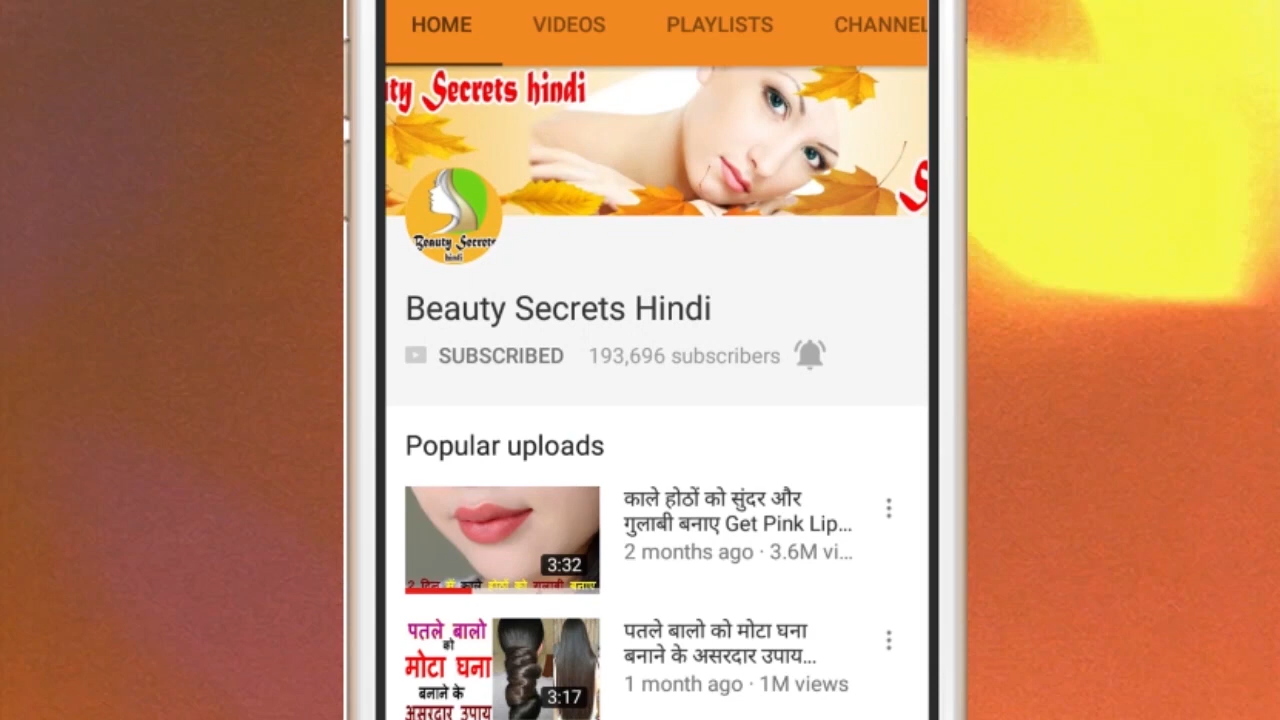 HOME VIDEOS PLAYLISTS CHANNEL
ty Secrets hindi
S
Beauty Secrets
hindi
Beauty Secrets Hindi
SUBSCRIBED 193,696 subscribers
Popular uploads
काले होठों को सुंदर और
गुलाबी बनाए Get Pink Lip...
2 months ago · 3.6M vi...
3:32
2 दिन में काले होठों को गुलाबी बनाए
पतले बालो को मोटा घना
बनाने के असरदार उपाय...
1 month ago · 1M views
पतले बालो
को
मोटा घना
बनाने के
असरदार उपाय
3:17